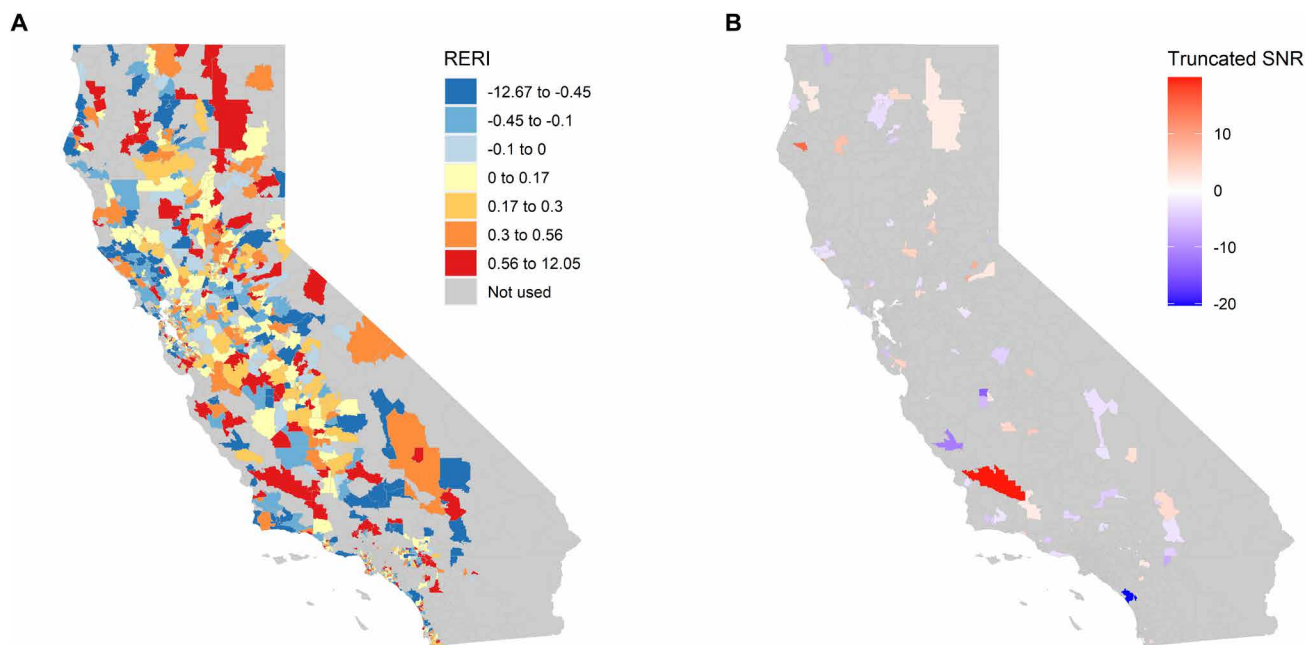 A
RERI
-12.67 to -0.45
-0.45 to -0.1
-0.1 to 0
0 to 0.17
0.17 to 0.3
0.3 to 0.56
0.56 to 12.05
Not used
B
Truncated SNR
10
0
-10
-20